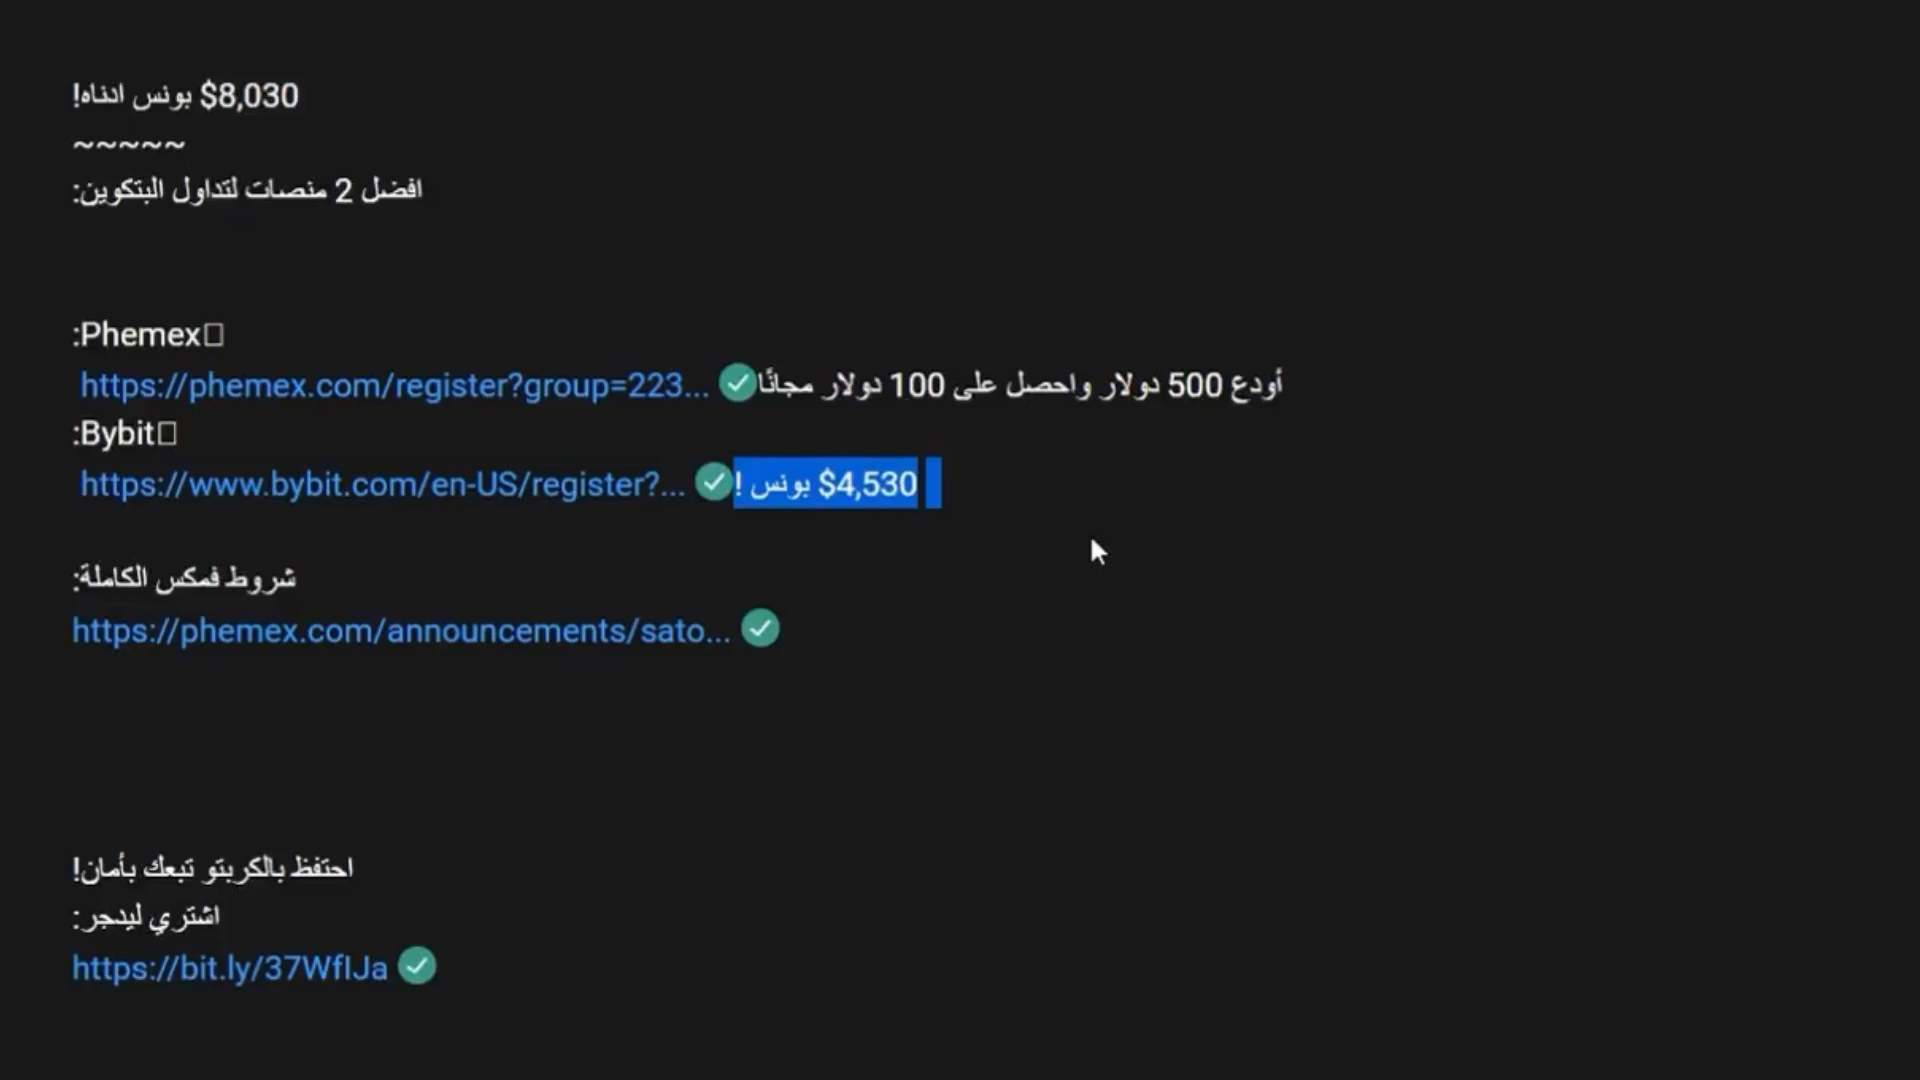 $8,030 بونس ادناه!
~~~~~
افضل 2 منصات لتداول البتكوين:
Phemex:
https://phemex.com/register?group=223... أودع 500 دولار واحصل على 100 دولار مجانًا
Bybit:
https://www.bybit.com/en-US/register?... $4,530 بونس !
شروط فمكس الكاملة:
https://phemex.com/announcements/sato...
احتفظ بالكربتو تبعك بأمان!
اشتري ليدجر:
https://bit.ly/37WflJa